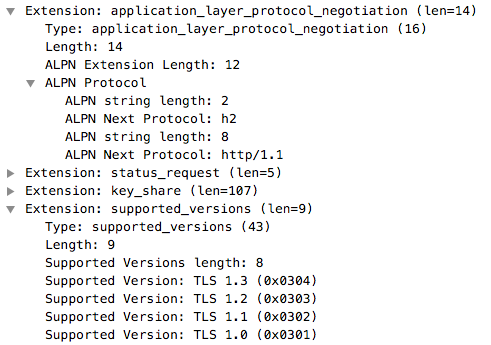 Extension: application_layer_protocol_negotiation (len=14)
Type: application_layer_protocol_negotiation (16)
Length: 14
ALPN Extension Length: 12
ALPN Protocol
ALPN string length: 2
ALPN Next Protocol: h2
ALPN string length: 8
ALPN Next Protocol: http/1.1
Extension: status_request (len=5)
Extension: key_share (len=107)
Extension: supported_versions (len=9)
Type: supported_versions (43)
Length: 9
Supported Versions length: 8
Supported Version: TLS 1.3 (0x0304)
Supported Version: TLS 1.2 (0x0303)
Supported Version: TLS 1.1 (0x0302)
Supported Version: TLS 1.0 (0x0301)